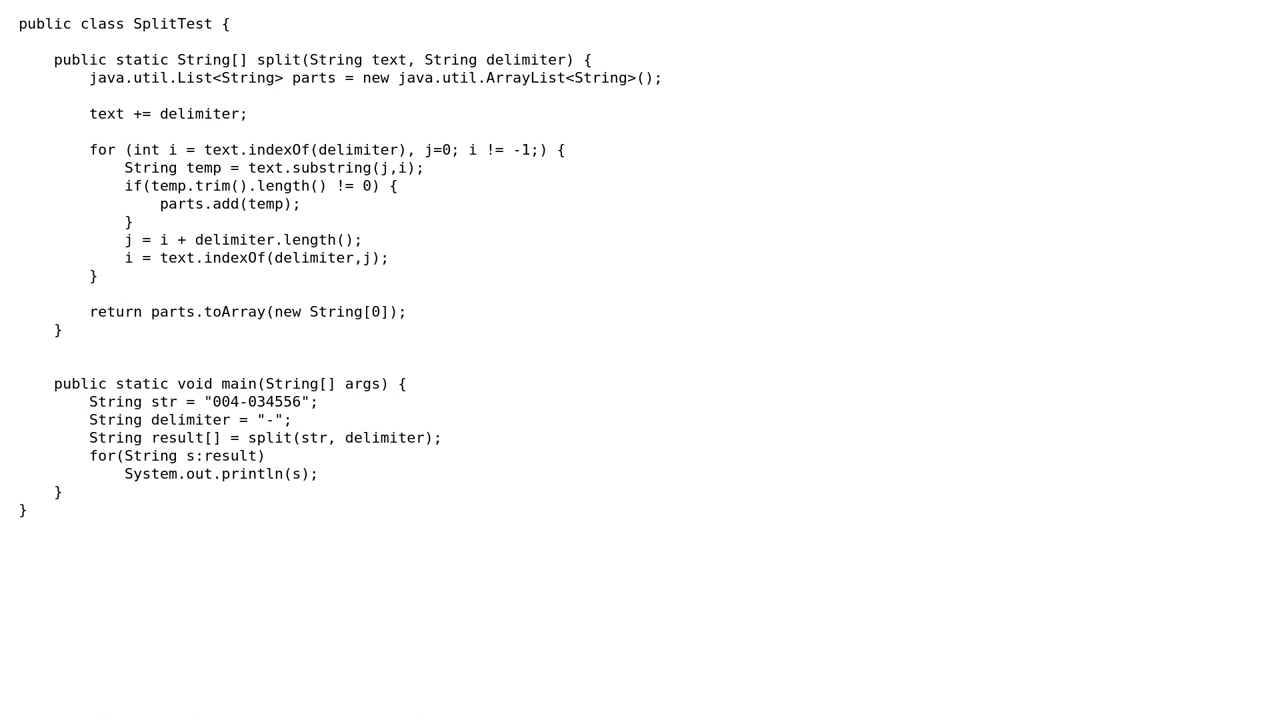 public class SplitTest {

    public static String[] split(String text, String delimiter) {
        java.util.List<String> parts = new java.util.ArrayList<String>();

        text += delimiter;

        for (int i = text.indexOf(delimiter), j=0; i != -1;) {
            String temp = text.substring(j,i);
            if(temp.trim().length() != 0) {
                parts.add(temp);
            }
            j = i + delimiter.length();
            i = text.indexOf(delimiter,j);
        }

        return parts.toArray(new String[0]);
    }


    public static void main(String[] args) {
        String str = "004-034556";
        String delimiter = "-";
        String result[] = split(str, delimiter);
        for(String s:result)
            System.out.println(s);
    }
}